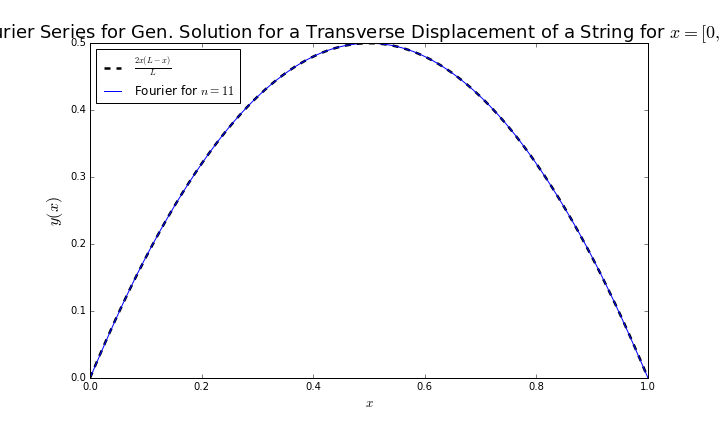 urier Series for Gen. Solution for a Transverse Displacement of a String for x = [0,
0.5
0.4
0.3
0.2
0.1
0.0
y(x)
2x(L−x)/L
Fourier for n = 11
0.0 0.2 0.4 0.6 0.8 1.0
x